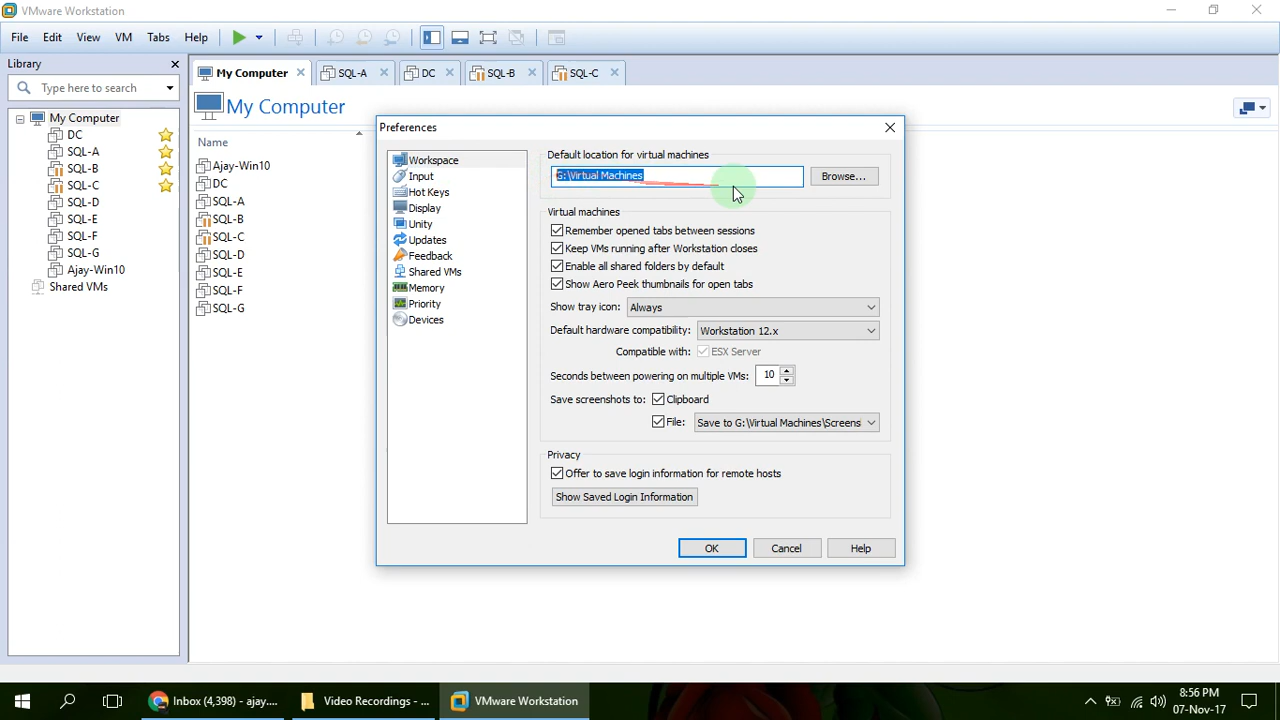 VMware Workstation
File Edit View VM Tabs Help
Library
My Computer SQL-A DC SQL-B SQL-C
Type here to search
My Computer
My Computer
DC
SQL-A
SQL-B
SQL-C
SQL-D
SQL-E
SQL-F
SQL-G
Ajay-Win10
Shared VMs
Name
Ajay-Win10
DC
SQL-A
SQL-B
SQL-C
SQL-D
SQL-E
SQL-F
SQL-G
Preferences
Workspace
Input
Hot Keys
Display
Unity
Updates
Feedback
Shared VMs
Memory
Priority
Devices
Default location for virtual machines
G:\Virtual Machines
Browse...
Virtual machines
Remember opened tabs between sessions
Keep VMs running after Workstation closes
Enable all shared folders by default
Show Aero Peek thumbnails for open tabs
Show tray icon: Always
Default hardware compatibility: Workstation 12.x
Compatible with: ESX Server
Seconds between powering on multiple VMs: 10
Save screenshots to: Clipboard
File: Save to G:\Virtual Machines\Screens
Privacy
Offer to save login information for remote hosts
Show Saved Login Information
OK Cancel Help
Inbox (4,398) - ajay.... Video Recordings - ... VMware Workstation
8:56 PM
07-Nov-17